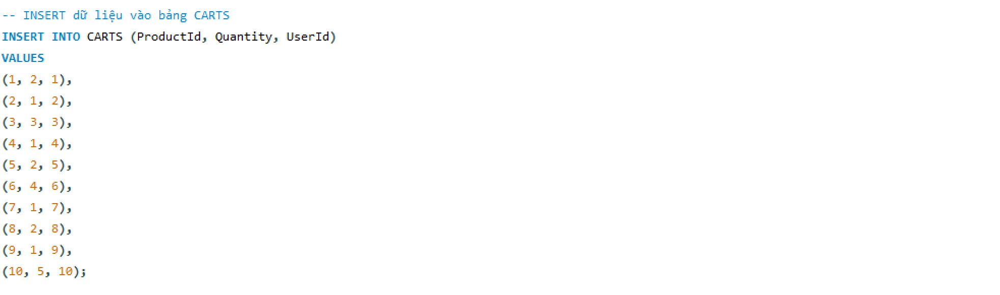 -- INSERT dữ liệu vào bảng CARTS
INSERT INTO CARTS (ProductId, Quantity, UserId)
VALUES
(1, 2, 1),
(2, 1, 2),
(3, 3, 3),
(4, 1, 4),
(5, 2, 5),
(6, 4, 6),
(7, 1, 7),
(8, 2, 8),
(9, 1, 9),
(10, 5, 10);